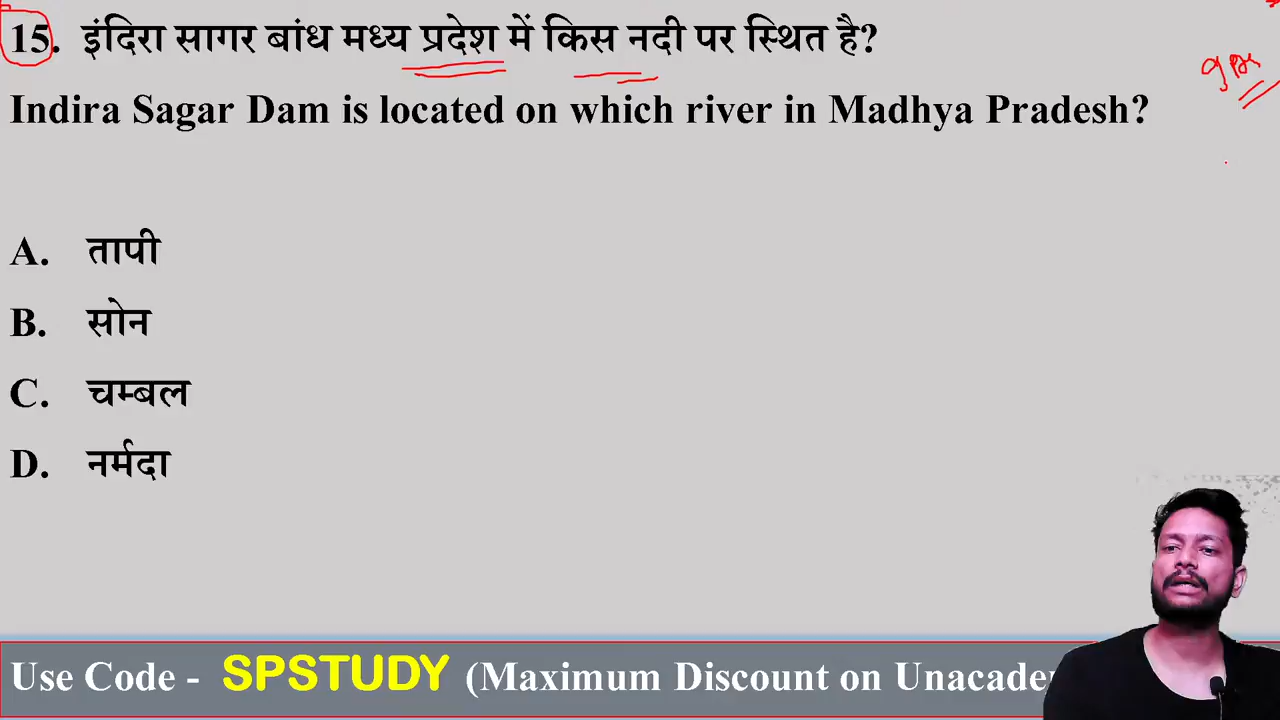 15. इंदिरा सागर बांध मध्य प्रदेश में किस नदी पर स्थित है?
Indira Sagar Dam is located on which river in Madhya Pradesh?
A. तापी
B. सोन
C. चम्बल
D. नर्मदा
Use Code - SPSTUDY (Maximum Discount on